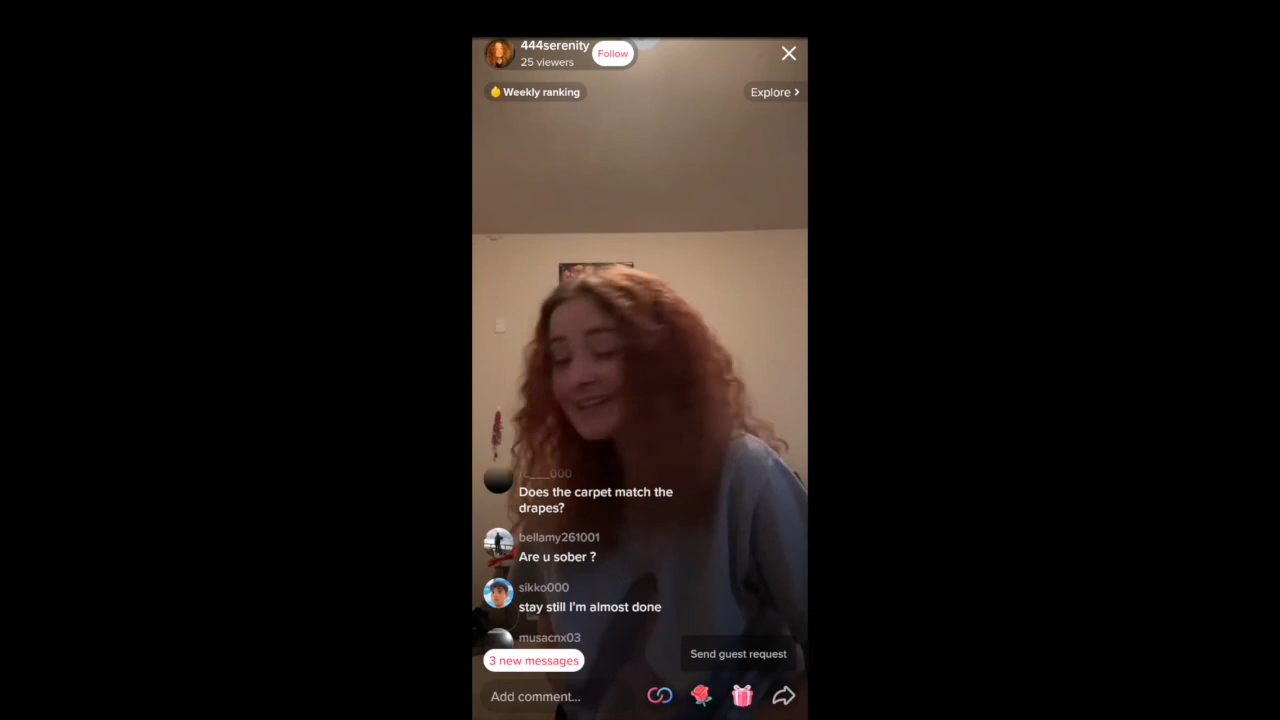 444serenity
Follow
25 viewers
Weekly ranking
Explore >
Does the carpet match the
drapes?
bellamy261001
Are u sober ?
sikko000
stay still I'm almost done
musacnx03
3 new messages
Send guest request
Add comment...